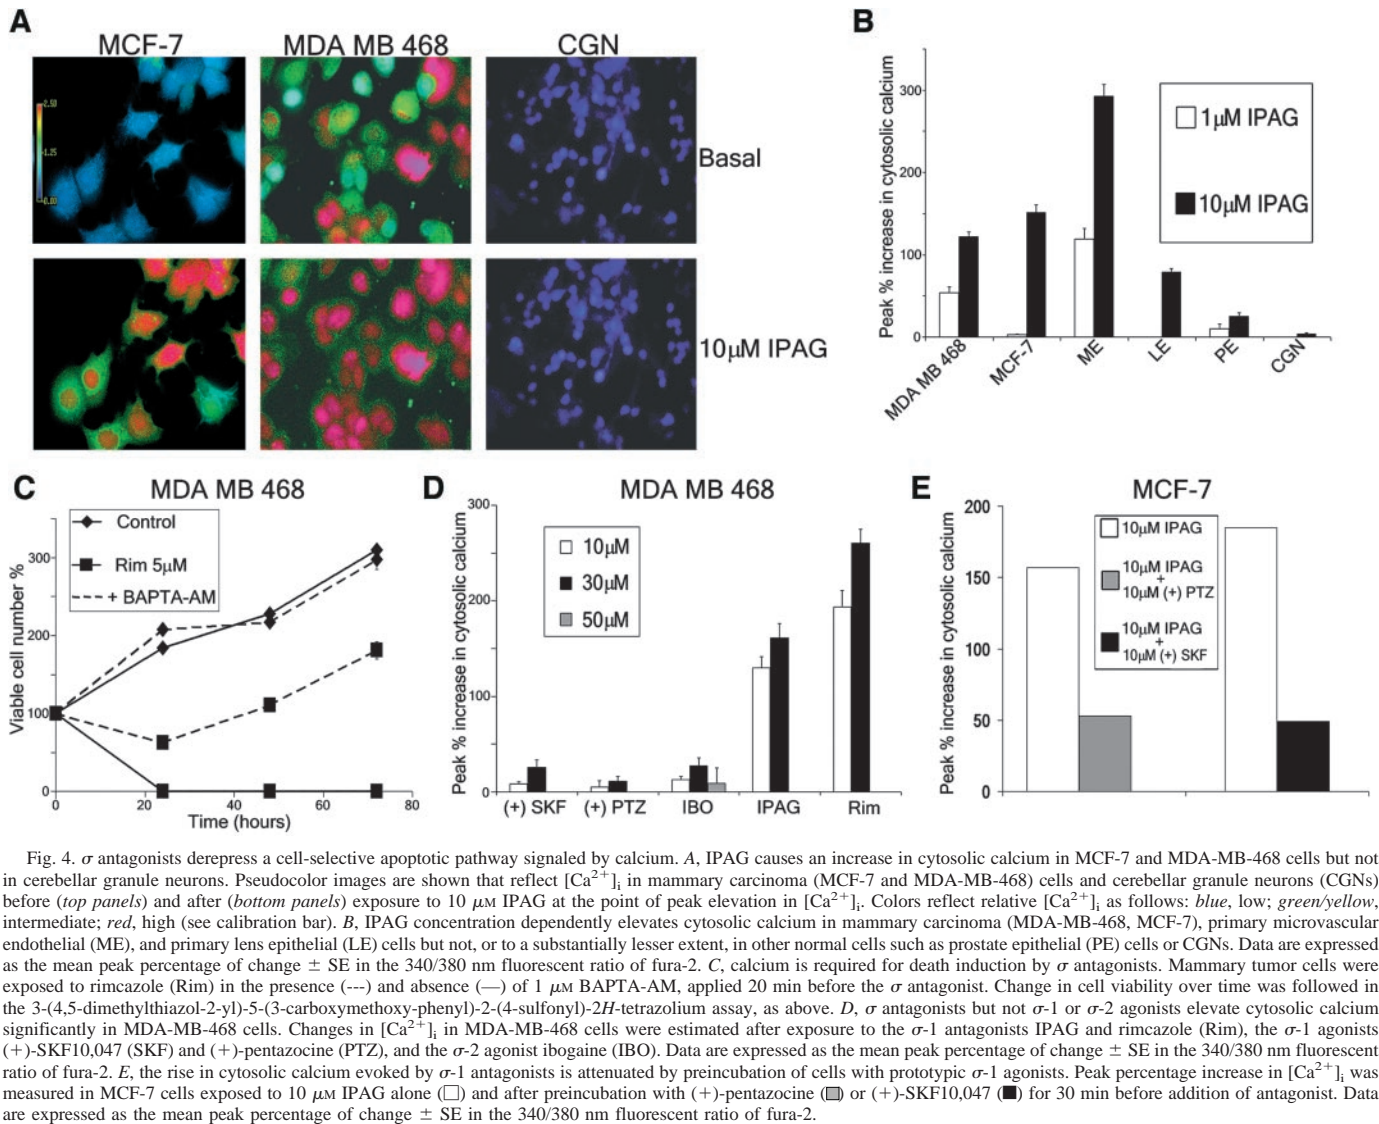 A
MCF-7
MDA MB 468
CGN
2.50
1.25
0.00
Basal
10μM IPAG
B
Peak % increase in cytosolic calcium
300
200
100
0
1μM IPAG
10μM IPAG
MDA MB 468
MCF-7
ME
LE
PE
CGN
C
MDA MB 468
Viable cell number %
300
200
100
0
Control
Rim 5μM
+ BAPTA-AM
0
20
40
60
80
Time (hours)
D
MDA MB 468
Peak % increase in cytosolic calcium
300
200
100
0
10μM
30μM
50μM
(+) SKF
(+) PTZ
IBO
IPAG
Rim
E
MCF-7
Peak % increase in cytosolic calcium
200
150
100
50
0
10μM IPAG
10μM IPAG
+
10μM (+) PTZ
10μM IPAG
+
10μM (+) SKF
Fig. 4. σ antagonists derepress a cell-selective apoptotic pathway signaled by calcium. A, IPAG causes an increase in cytosolic calcium in MCF-7 and MDA-MB-468 cells but not
in cerebellar granule neurons. Pseudocolor images are shown that reflect [Ca2+]i in mammary carcinoma (MCF-7 and MDA-MB-468) cells and cerebellar granule neurons (CGNs)
before (top panels) and after (bottom panels) exposure to 10 μM IPAG at the point of peak elevation in [Ca2+]i. Colors reflect relative [Ca2+]i as follows: blue, low; green/yellow,
intermediate; red, high (see calibration bar). B, IPAG concentration dependently elevates cytosolic calcium in mammary carcinoma (MDA-MB-468, MCF-7), primary microvascular
endothelial (ME), and primary lens epithelial (LE) cells but not, or to a substantially lesser extent, in other normal cells such as prostate epithelial (PE) cells or CGNs. Data are expressed
as the mean peak percentage of change ± SE in the 340/380 nm fluorescent ratio of fura-2. C, calcium is required for death induction by σ antagonists. Mammary tumor cells were
exposed to rimcazole (Rim) in the presence (---) and absence (—) of 1 μM BAPTA-AM, applied 20 min before the σ antagonist. Change in cell viability over time was followed in
the 3-(4,5-dimethylthiazol-2-yl)-5-(3-carboxymethoxy-phenyl)-2-(4-sulfonyl)-2H-tetrazolium assay, as above. D, σ antagonists but not σ-1 or σ-2 agonists elevate cytosolic calcium
significantly in MDA-MB-468 cells. Changes in [Ca2+]i in MDA-MB-468 cells were estimated after exposure to the σ-1 antagonists IPAG and rimcazole (Rim), the σ-1 agonists
(+)-SKF10,047 (SKF) and (+)-pentazocine (PTZ), and the σ-2 agonist ibogaine (IBO). Data are expressed as the mean peak percentage of change ± SE in the 340/380 nm fluorescent
ratio of fura-2. E, the rise in cytosolic calcium evoked by σ-1 antagonists is attenuated by preincubation of cells with prototypic σ-1 agonists. Peak percentage increase in [Ca2+]i was
measured in MCF-7 cells exposed to 10 μM IPAG alone (□) and after preincubation with (+)-pentazocine (▒) or (+)-SKF10,047 (■) for 30 min before addition of antagonist. Data
are expressed as the mean peak percentage of change ± SE in the 340/380 nm fluorescent ratio of fura-2.